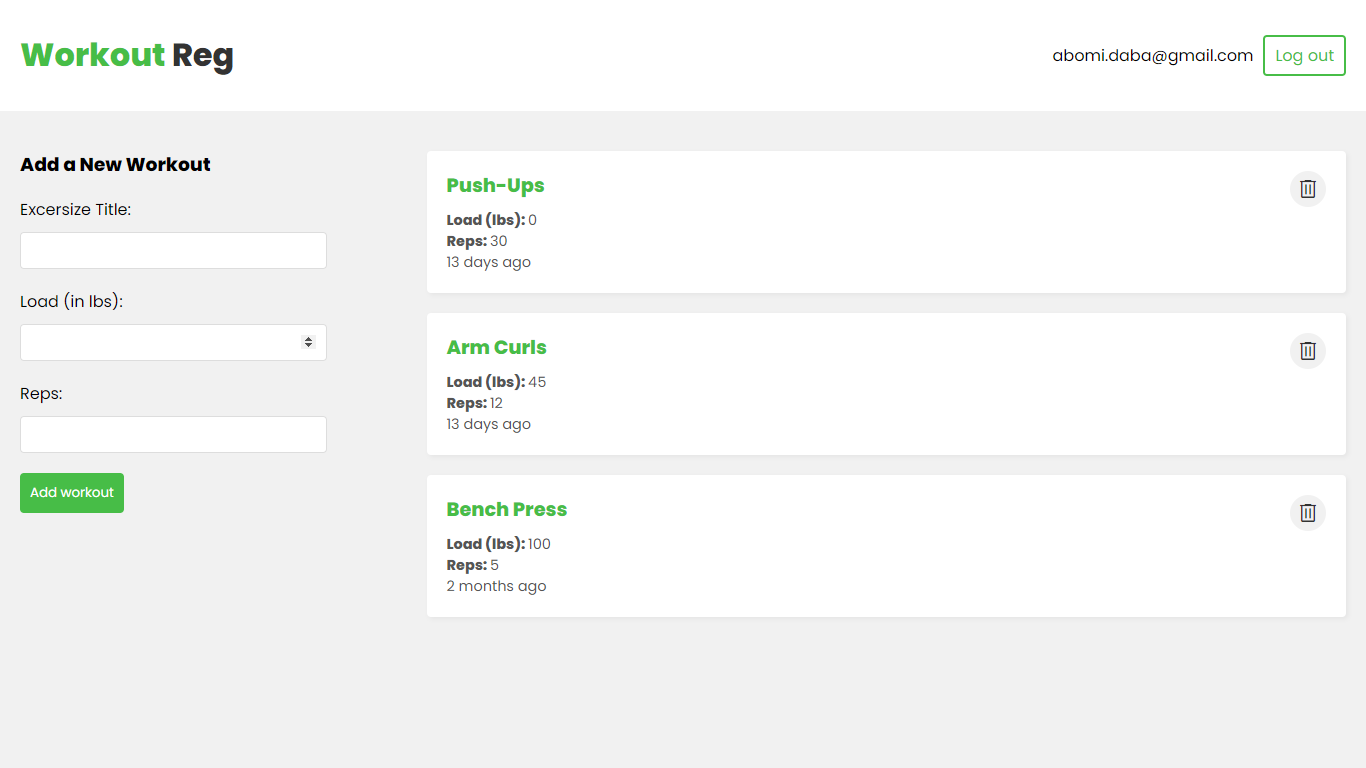 Workout Reg
abomi.daba@gmail.com
Log out
Add a New Workout
Excersize Title:
Load (in lbs):
Reps:
Add workout
Push-Ups
Load (lbs): 0
Reps: 30
13 days ago
Arm Curls
Load (lbs): 45
Reps: 12
13 days ago
Bench Press
Load (lbs): 100
Reps: 5
2 months ago